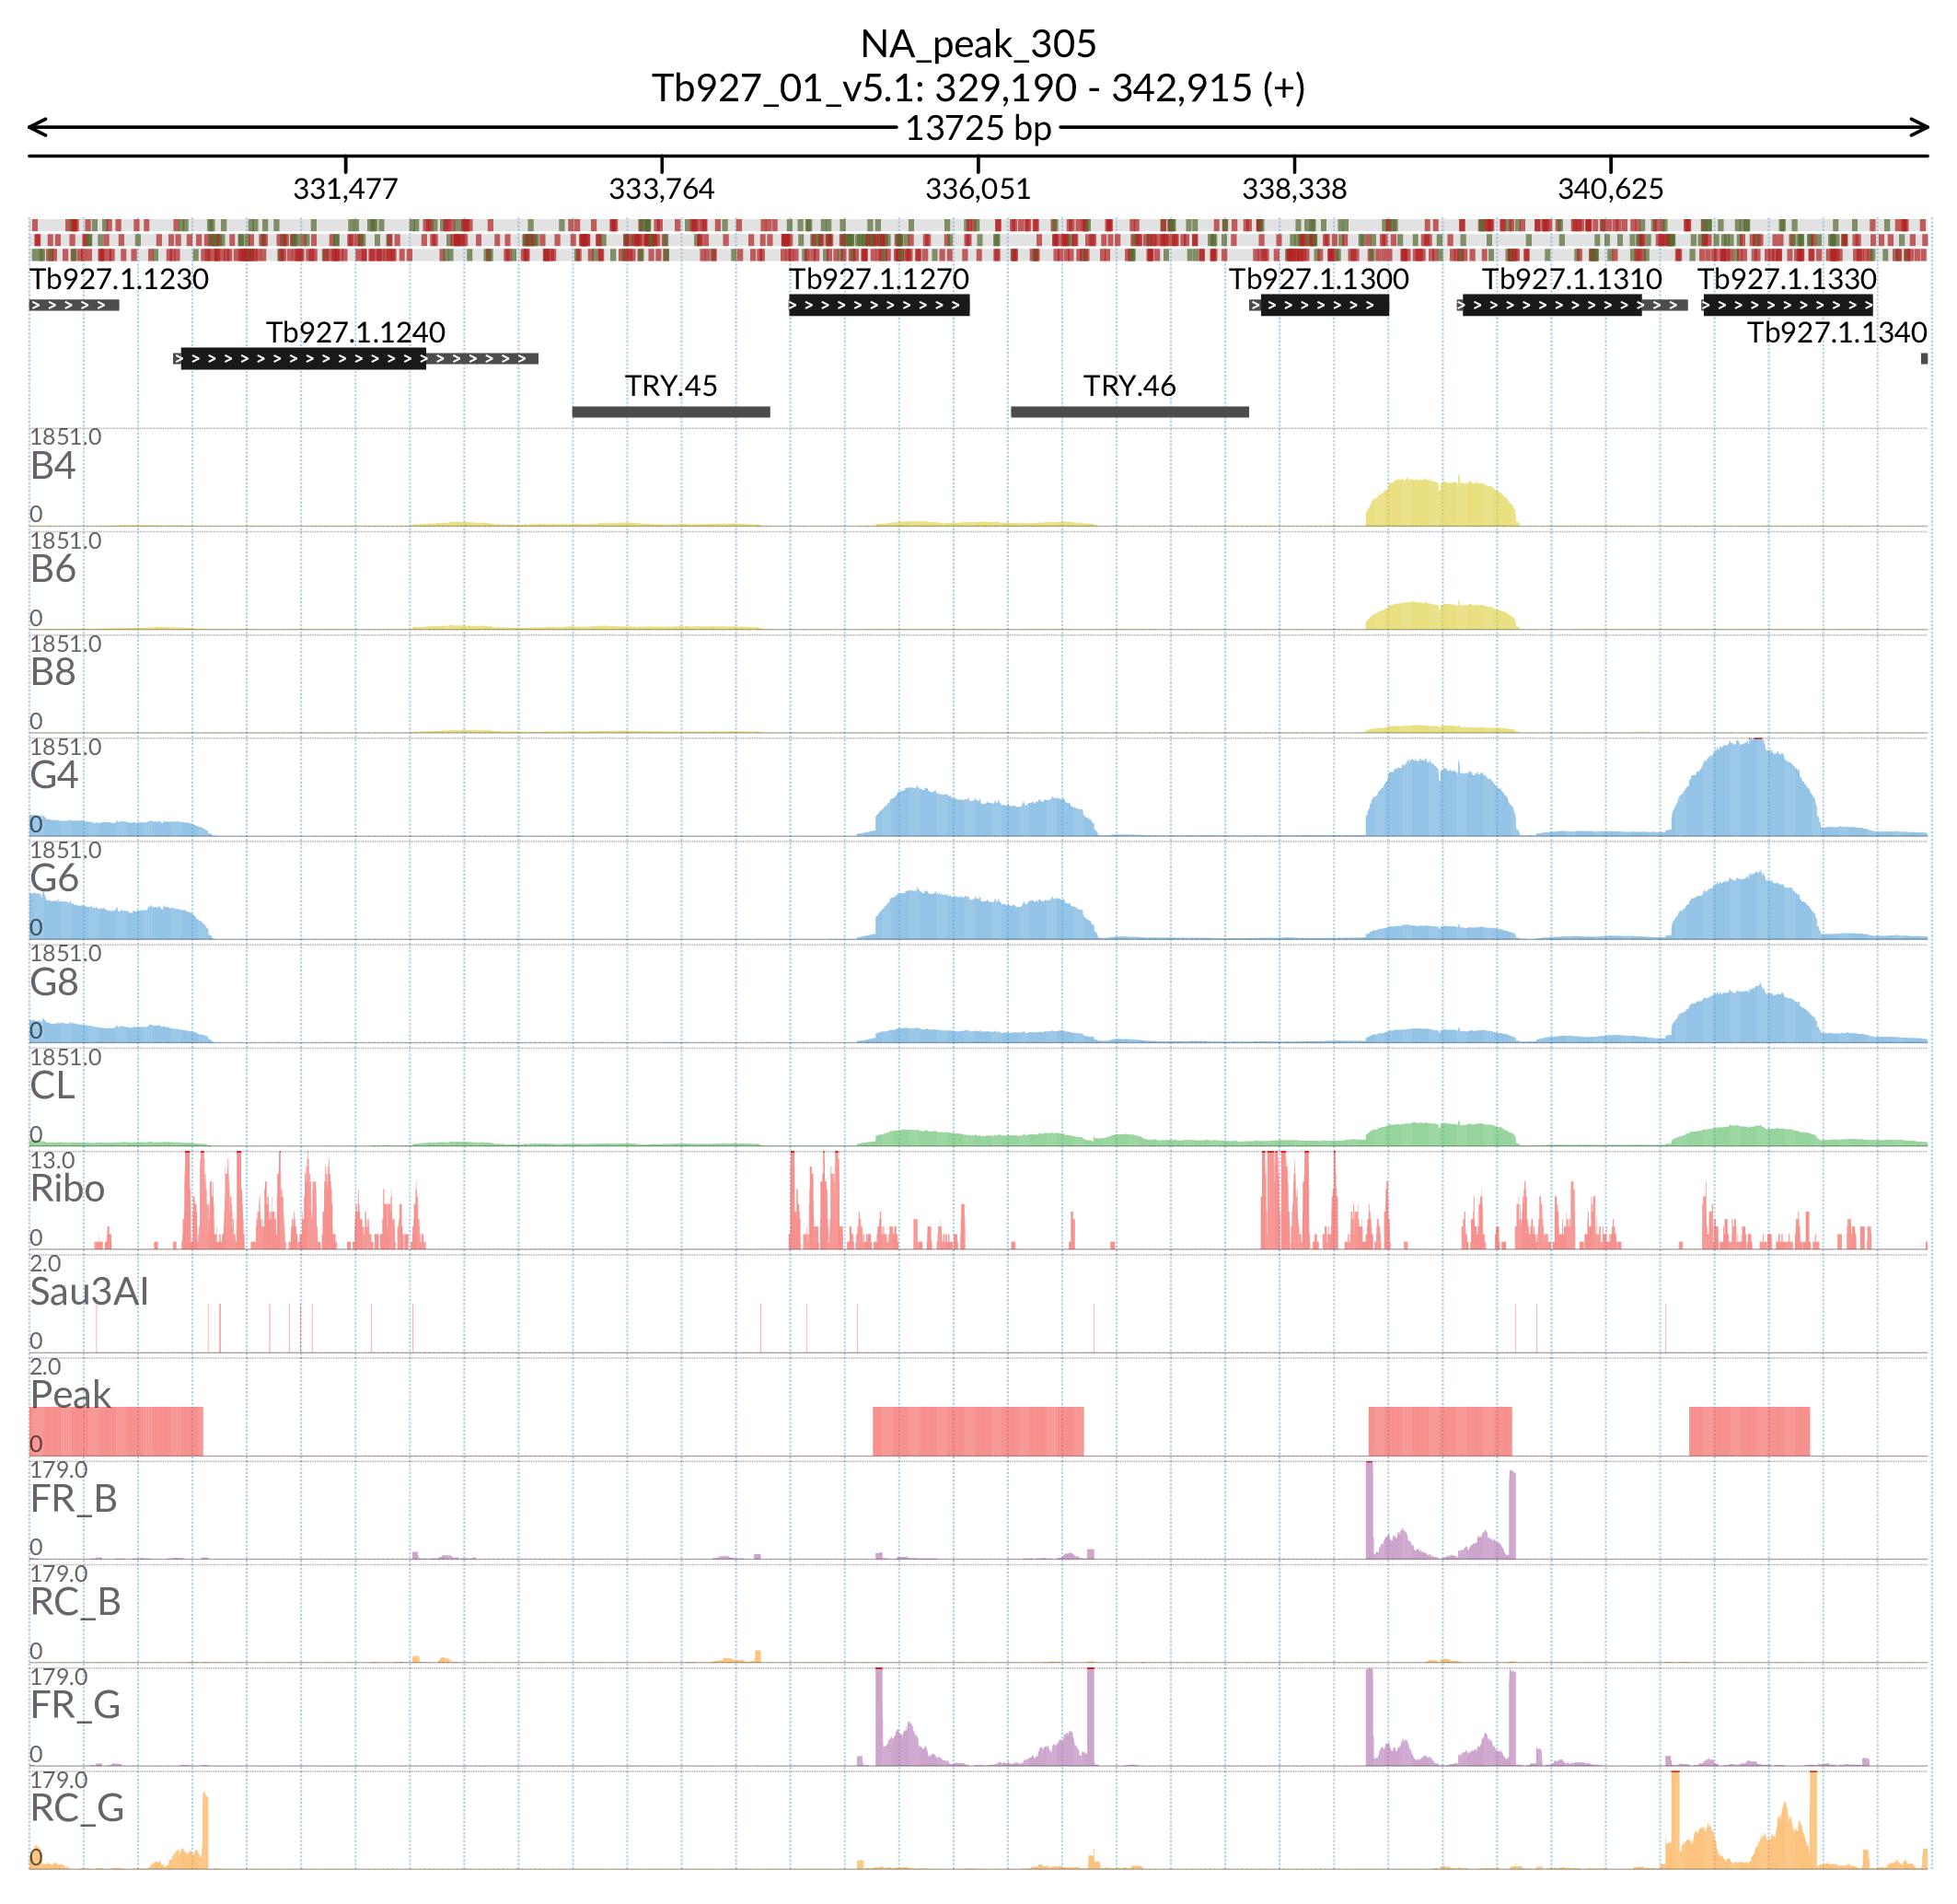 NA_peak_305
Tb927_01_v5.1: 329,190 - 342,915 (+)
13725 bp
331,477 333,764 336,051 338,338 340,625
Tb927.1.1230 Tb927.1.1270 Tb927.1.1300 Tb927.1.1310 Tb927.1.1330
Tb927.1.1240 Tb927.1.1340
TRY.45 TRY.46
1851.0
B4
0
1851.0
B6
0
1851.0
B8
0
1851.0
G4
0
1851.0
G6
0
1851.0
G8
0
1851.0
CL
0
13.0
Ribo
0
2.0
Sau3AI
0
2.0
Peak
0
179.0
FR_B
0
179.0
RC_B
0
179.0
FR_G
0
179.0
RC_G
0